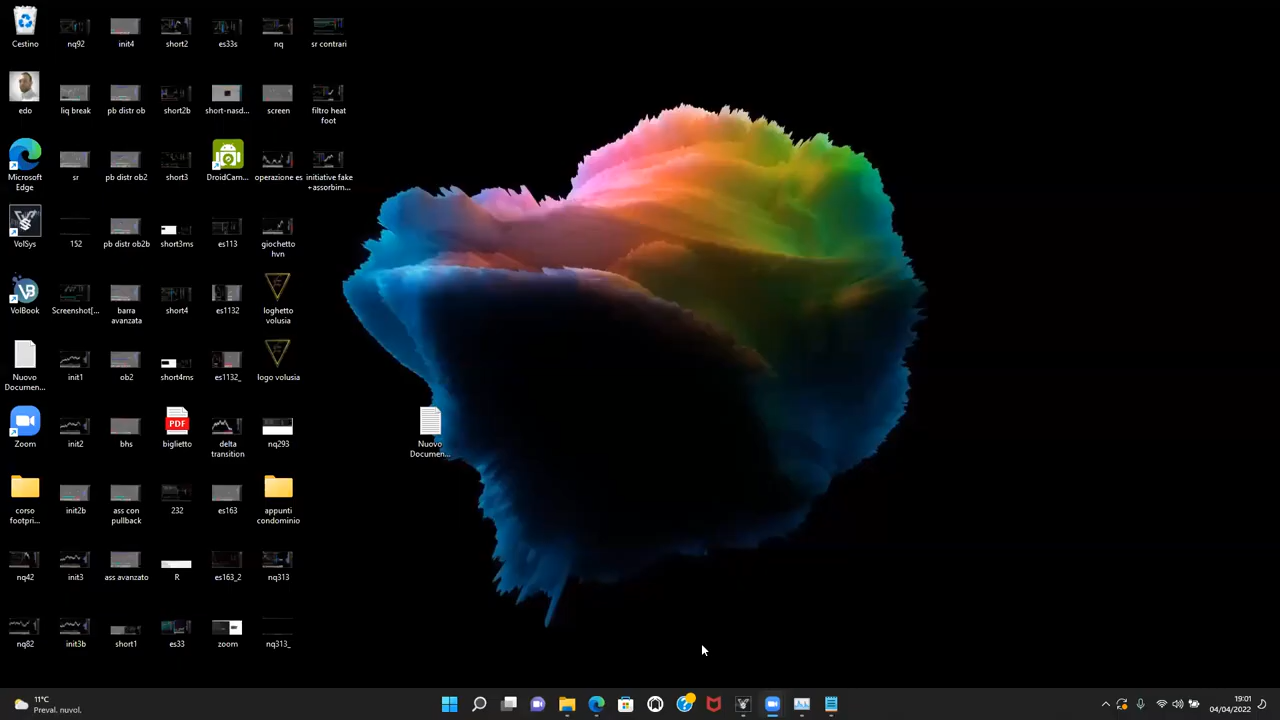 Cestino
nq92
init4
short2
es33s
nq
sr contrari
edo
liq break
pb distr ob
short2b
short-nasd...
screen
filtro heat
foot
Microsoft
Edge
sr
pb distr ob2
short3
DroidCam...
operazione es
initiative fake
+assorbim...
VolSys
152
pb distr ob2b
short3ms
es113
giochetto
hvn
VolBook
Screenshot[...
barra
avanzata
short4
es1132
loghetto
volusia
Nuovo
Documen...
init1
ob2
short4ms
es1132_
logo volusia
Zoom
init2
bhs
PDF
biglietto
delta
transition
nq293
Nuovo
Documen...
corso
footpri...
init2b
ass con
pullback
232
es163
appunti
condominio
nq42
init3
ass avanzato
R
es163_2
nq313
nq82
init3b
short1
es33
zoom
nq313_
11°C
Preval. nuvol.
19:01
04/04/2022